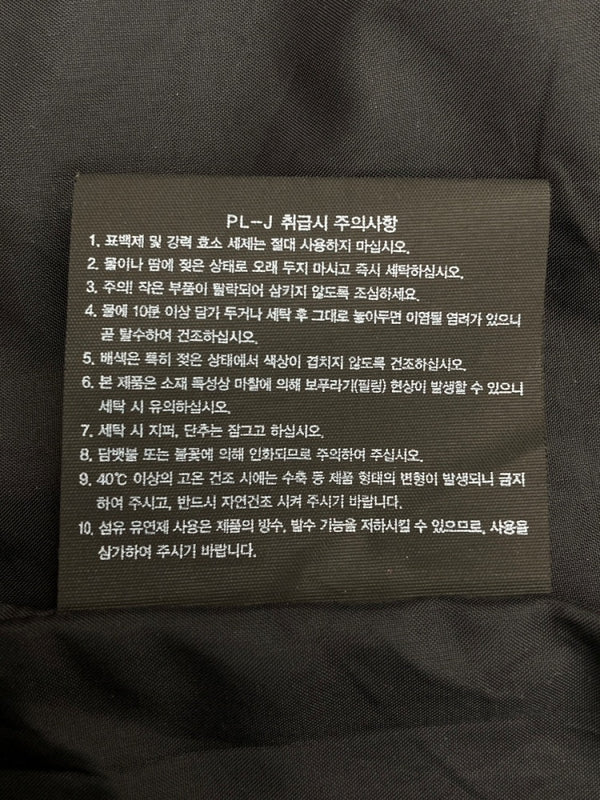 PL-J 취급시 주의사항
1. 표백제 및 강력 효소 세제는 절대 사용하지 마십시오.
2. 물이나 땀에 젖은 상태로 오래 두지 마시고 즉시 세탁하십시오.
3. 주의! 작은 부품이 탈락되어 삼키지 않도록 조심하세요.
4. 물에 10분 이상 담가 두거나 세탁 후 그대로 놓아두면 이염될 염려가 있으니
곧 탈수하여 건조하십시오.
5. 배색은 특히 젖은 상태에서 색상이 겹치지 않도록 건조하십시오.
6. 본 제품은 소재 특성상 마찰에 의해 보푸라기(필링) 현상이 발생할 수 있으니
세탁 시 유의하십시오.
7. 세탁 시 지퍼, 단추는 잠그고 하십시오.
8. 담뱃불 또는 불꽃에 의해 인화되므로 주의하여 주십시오.
9. 40℃ 이상의 고온 건조 시에는 수축 등 제품 형태의 변형이 발생되니 금지
하여 주시고, 반드시 자연건조 시켜 주시기 바랍니다.
10. 섬유 유연제 사용은 제품의 방수, 발수 기능을 저하시킬 수 있으므로, 사용을
삼가하여 주시기 바랍니다.